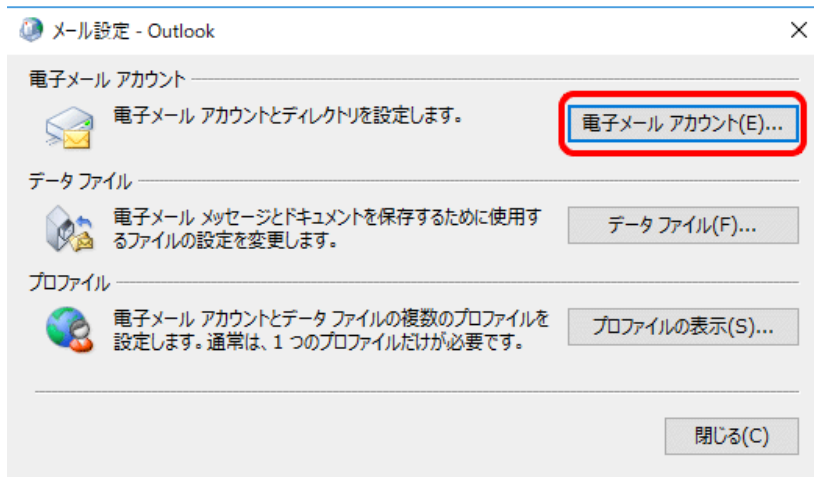 メール設定 - Outlook
電子メール アカウント
電子メール アカウントとディレクトリを設定します。
電子メール アカウント(E)...
データ ファイル
電子メール メッセージとドキュメントを保存するために使用す
るファイルの設定を変更します。
データ ファイル(F)...
プロファイル
電子メール アカウントとデータ ファイルの複数のプロファイルを
設定します。通常は、1 つのプロファイルだけが必要です。
プロファイルの表示(S)...
閉じる(C)